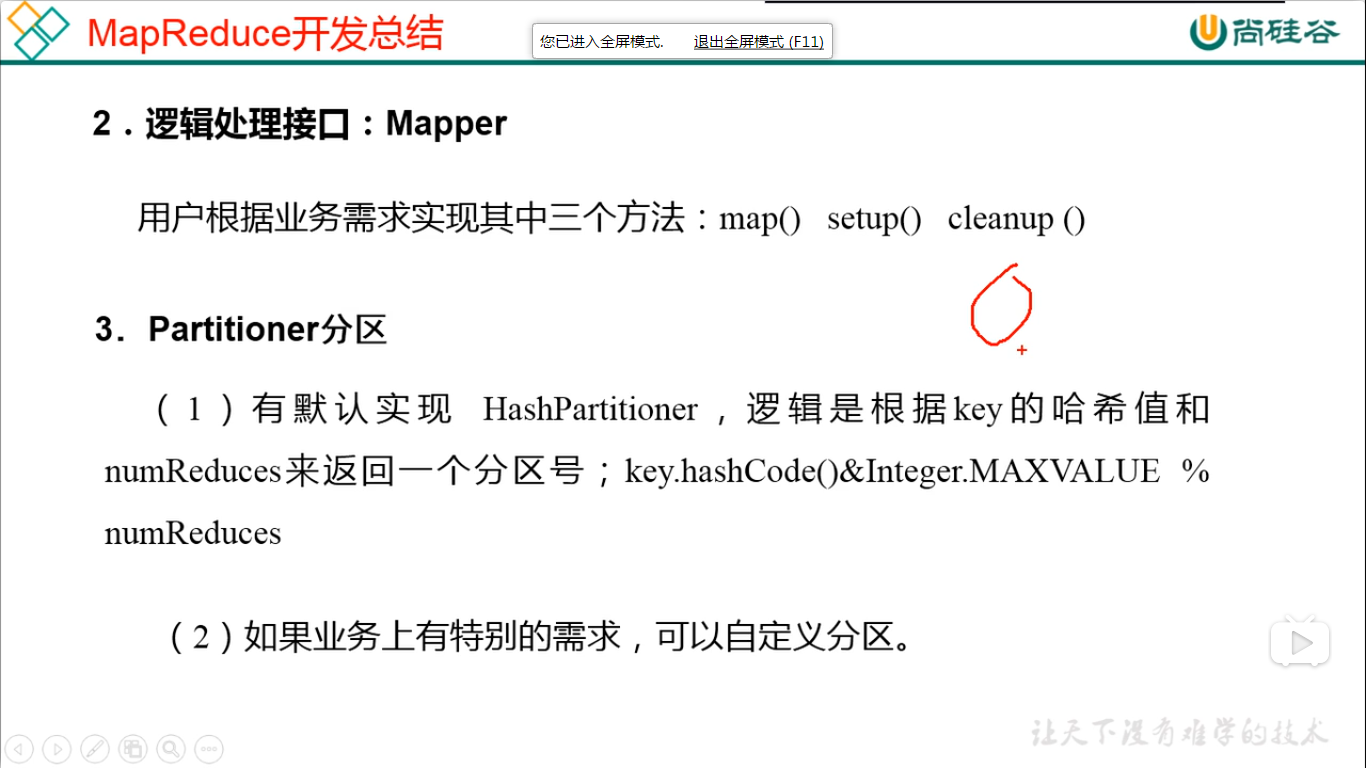 MapReduce开发总结
您已进入全屏模式. 退出全屏模式 (F11)
尚硅谷
2．逻辑处理接口：Mapper
用户根据业务需求实现其中三个方法：map() setup() cleanup ()
3． Partitioner分区
（1）有默认实现 HashPartitioner，逻辑是根据key的哈希值和
numReduces来返回一个分区号；key.hashCode()&Integer.MAXVALUE %
numReduces
（2）如果业务上有特别的需求，可以自定义分区。
让天下没有难学的技术